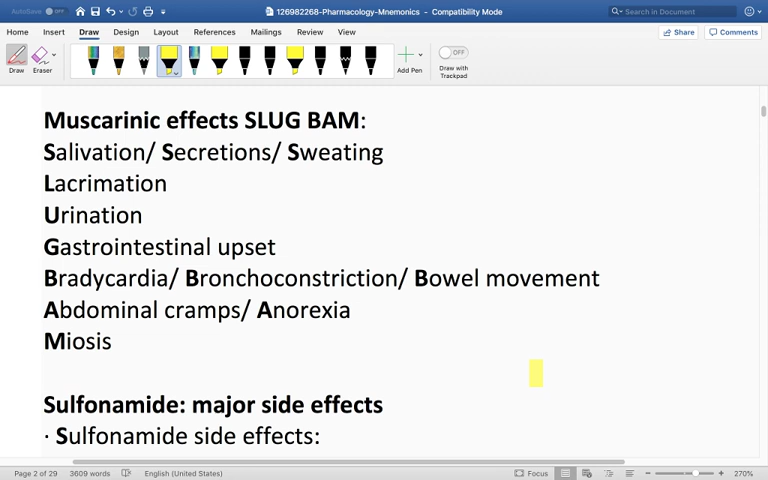 AutoSave OFF
126982268-Pharmacology-Mnemonics - Compatibility Mode
Search in Document
Home Insert Draw Design Layout References Mailings Review View Share Comments
Draw Eraser Add Pen OFF Draw with Trackpad
Muscarinic effects SLUG BAM:
Salivation/ Secretions/ Sweating
Lacrimation
Urination
Gastrointestinal upset
Bradycardia/ Bronchoconstriction/ Bowel movement
Abdominal cramps/ Anorexia
Miosis
Sulfonamide: major side effects
· Sulfonamide side effects:
Page 2 of 29 3609 words English (United States) Focus 270%